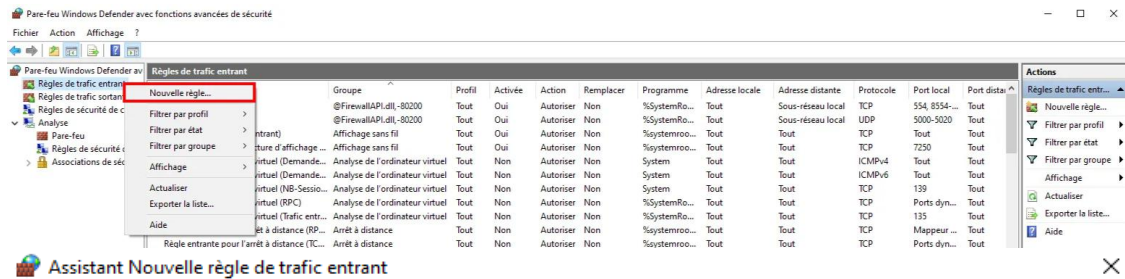 Pare-feu Windows Defender avec fonctions avancées de sécurité
Fichier Action Affichage ?
Pare-feu Windows Defender av
Règles de trafic entrant
Règles de trafic sortan
Règles de sécurité de c
Analyse
Pare-feu
Règles de sécurité
Associations de séc
Nouvelle règle...
Filtrer par profil
Filtrer par état
Filtrer par groupe
Affichage
Actualiser
Exporter la liste...
Aide
Règles de trafic entrant
Groupe Profil Activée Action Remplacer Programme Adresse locale Adresse distante Protocole Port local Port distar
@FirewallAPI.dll,-80200 Tout Oui Autoriser Non %SystemRo... Tout Sous-réseau local TCP 554, 8554-... Tout
@FirewallAPI.dll,-80200 Tout Oui Autoriser Non %SystemRo... Tout Sous-réseau local UDP 5000-5020 Tout
ntrant) Affichage sans fil Tout Oui Autoriser Non %systemroo... Tout Tout TCP Tout Tout
cture d'affichage ... Affichage sans fil Tout Oui Autoriser Non %systemroo... Tout Tout TCP 7250 Tout
virtuel (Demande... Analyse de l'ordinateur virtuel Tout Non Autoriser Non System Tout Tout ICMPv4 Tout Tout
virtuel (Demande... Analyse de l'ordinateur virtuel Tout Non Autoriser Non System Tout Tout ICMPv6 Tout Tout
virtuel (NB-Sessio... Analyse de l'ordinateur virtuel Tout Non Autoriser Non System Tout Tout TCP 139 Tout
virtuel (RPC) Analyse de l'ordinateur virtuel Tout Non Autoriser Non %SystemRo... Tout Tout TCP Ports dyn... Tout
virtuel (Trafic entr... Analyse de l'ordinateur virtuel Tout Non Autoriser Non %SystemRo... Tout Tout TCP 135 Tout
rêt à distance (RP... Arrêt à distance Tout Non Autoriser Non %systemroo... Tout Tout TCP Mappeur ... Tout
Règle entrante pour l'arrêt à distance (TC... Arrêt à distance Tout Non Autoriser Non %systemroo... Tout Tout TCP Ports dyn... Tout
Actions
Règles de trafic entr...
Nouvelle règle...
Filtrer par profil
Filtrer par état
Filtrer par groupe
Affichage
Actualiser
Exporter la liste...
Aide
Assistant Nouvelle règle de trafic entrant